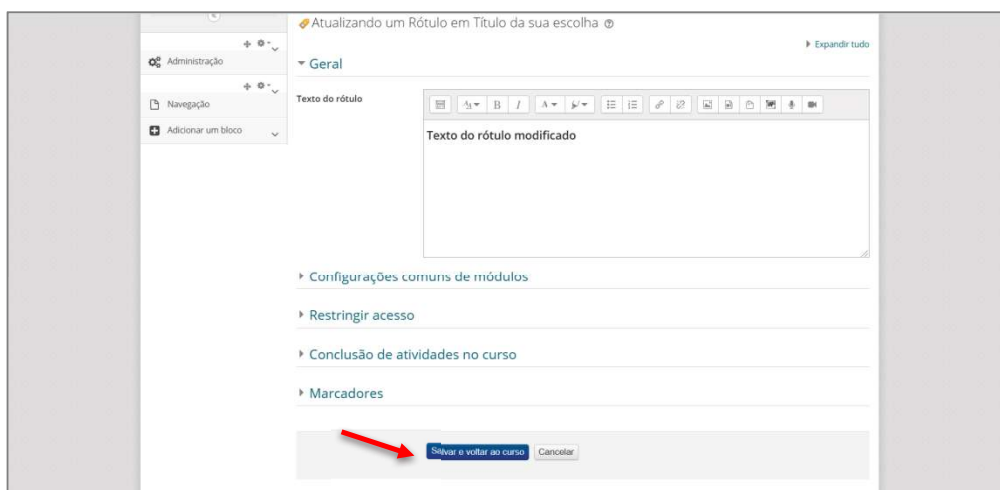 Atualizando um Rótulo em Título da sua escolha
Expandir tudo
Administração
Navegação
Adicionar um bloco
Geral
Texto do rótulo
Texto do rótulo modificado
Configurações comuns de módulos
Restringir acesso
Conclusão de atividades no curso
Marcadores
Salvar e voltar ao curso
Cancelar